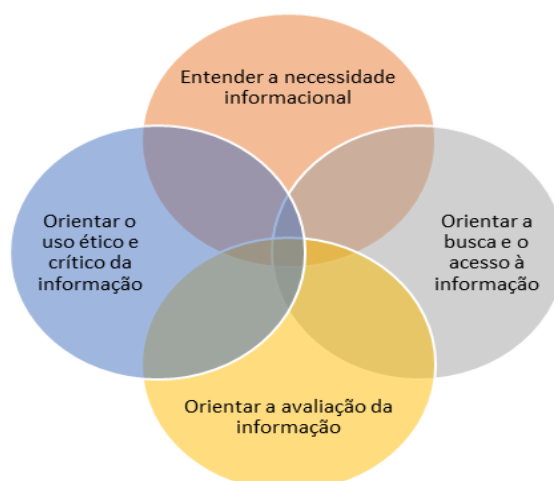 Entender a necessidade
informacional
Orientar o
uso ético e
crítico da
informação
Orientar a
busca e o
acesso à
informação
Orientar a avaliação da
informação